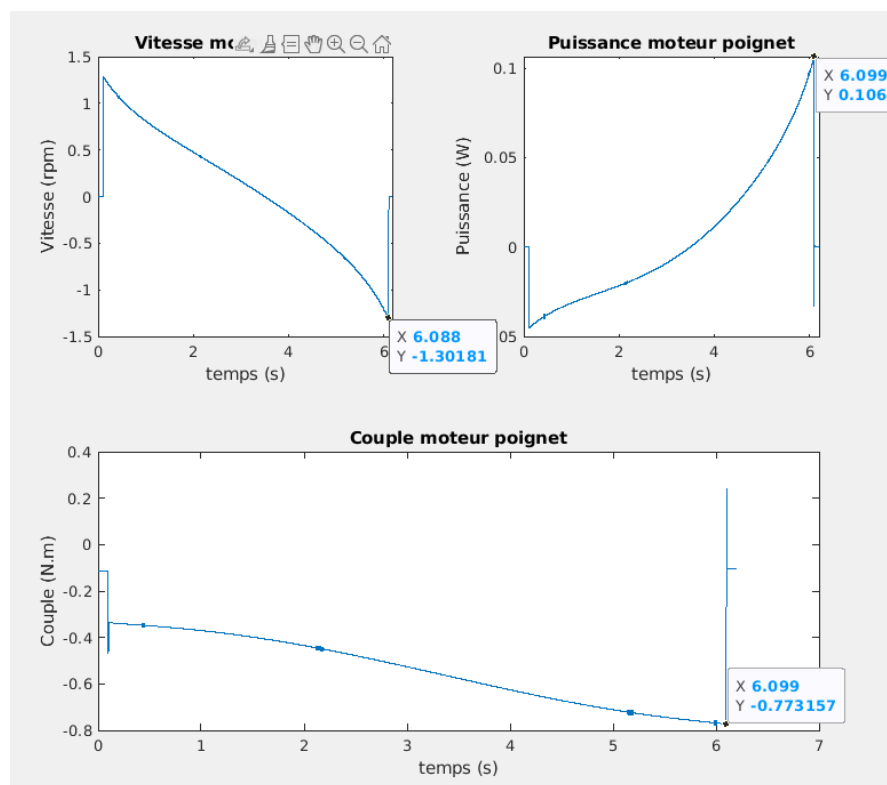 Vitesse mo
Puissance moteur poignet
1.5
1
0.5
0
-0.5
-1
-1.5
Vitesse (rpm)
0
2
4
6
temps (s)
X 6.088
Y -1.30181
0.1
0.05
0
05
Puissance (W)
0
2
4
6
temps (s)
X 6.099
Y 0.106
Couple moteur poignet
0.4
0.2
0
-0.2
-0.4
-0.6
-0.8
Couple (N.m)
0
1
2
3
4
5
6
7
temps (s)
X 6.099
Y -0.773157